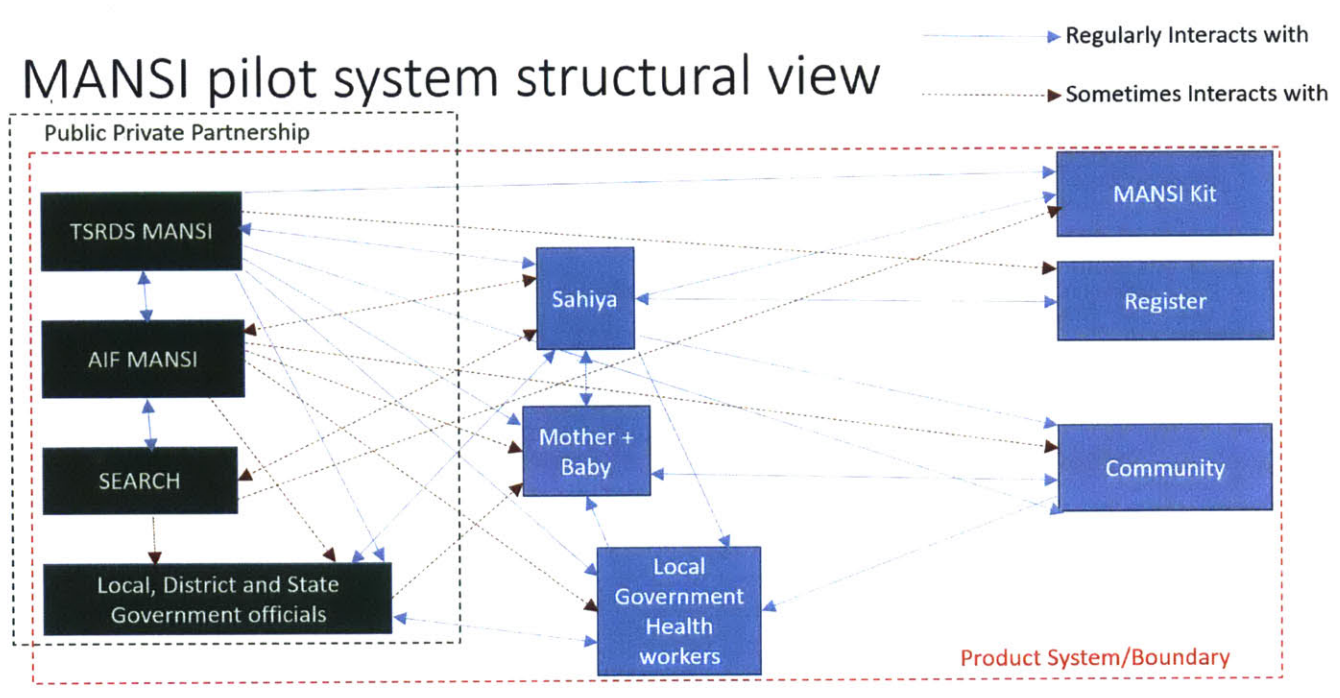 Regularly Interacts with
MANSI pilot system structural view
Sometimes Interacts with
Public Private Partnership
TSRDS MANSI
MANSI Kit
Sahiya
Register
AIF MANSI
Mother +
Baby
Community
SEARCH
Local, District and State
Government officials
Local
Government
Health
workers
Product System/Boundary